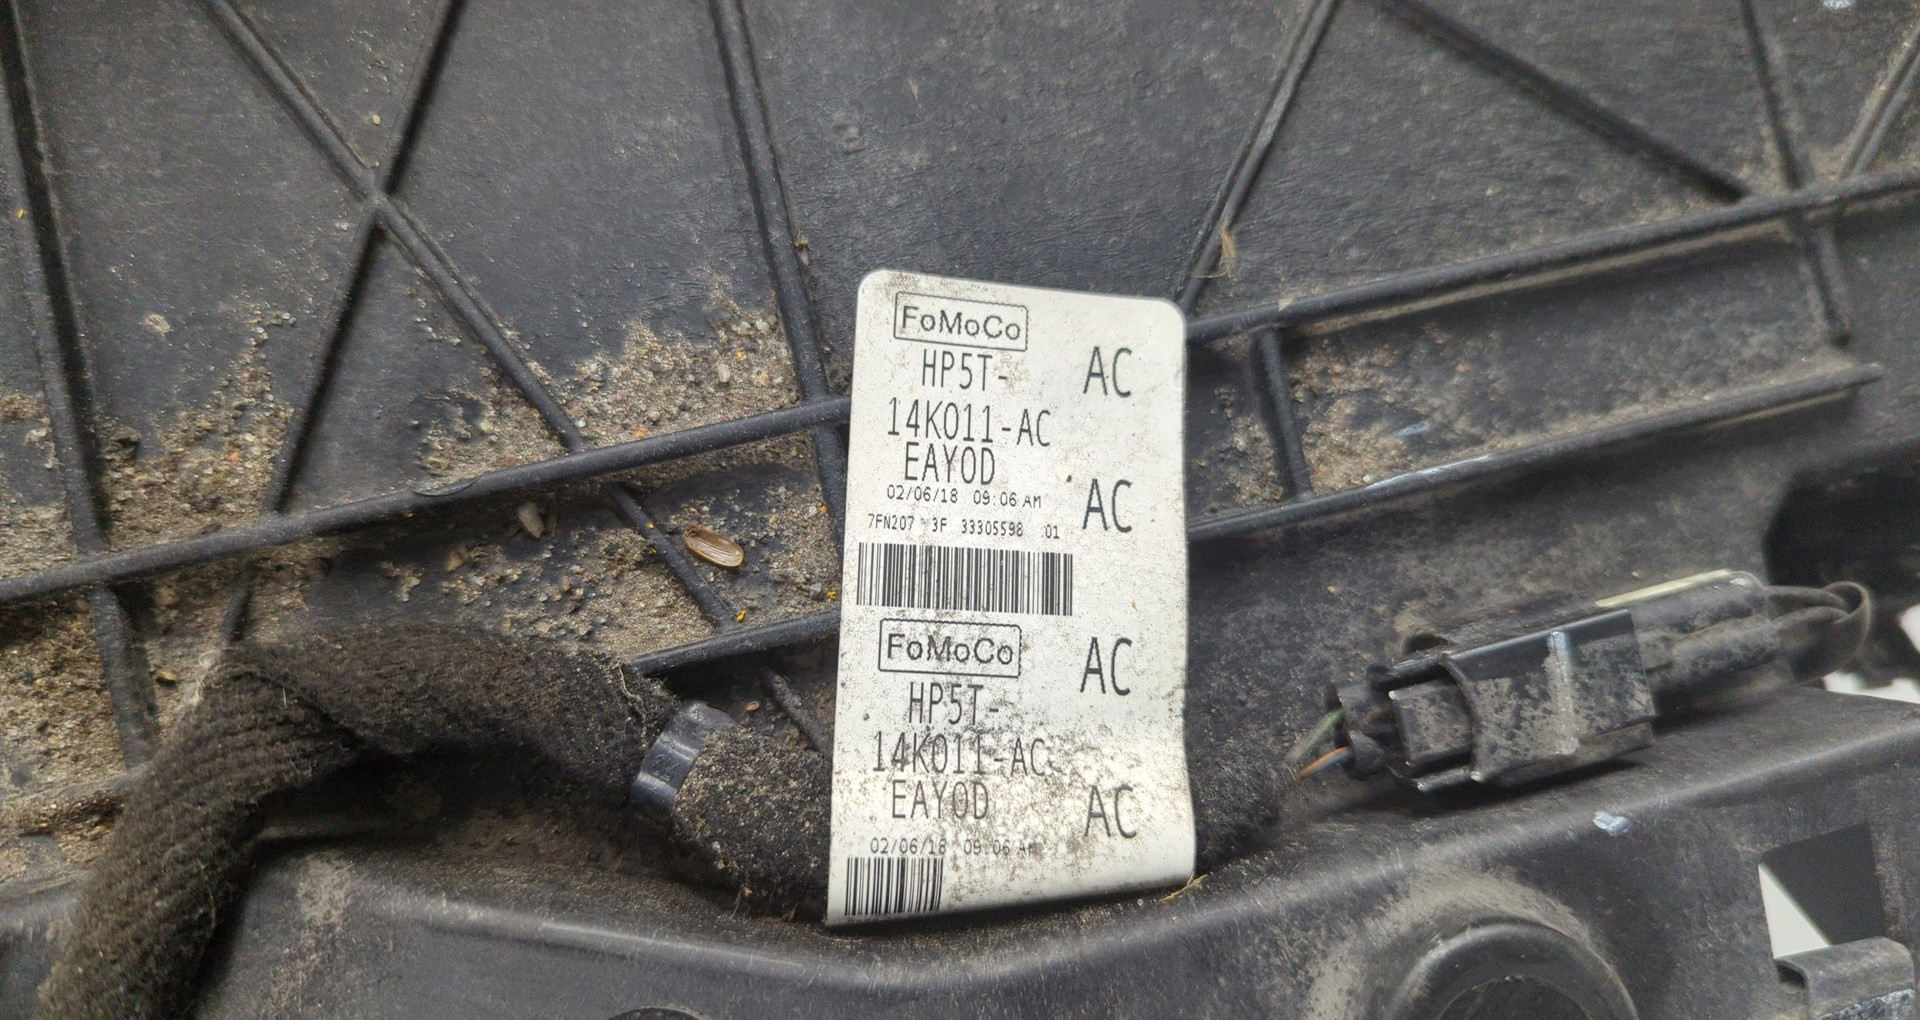 FoMoCo
HP5T-
AC
14K011-AC
EAYOD
02/06/18 09:06 AM
AC
7FN207 3F 33305598 01
FoMoCo
AC
HP5T-
14K011-AC
EAYOD
AC
02/06/18 09:06 AM